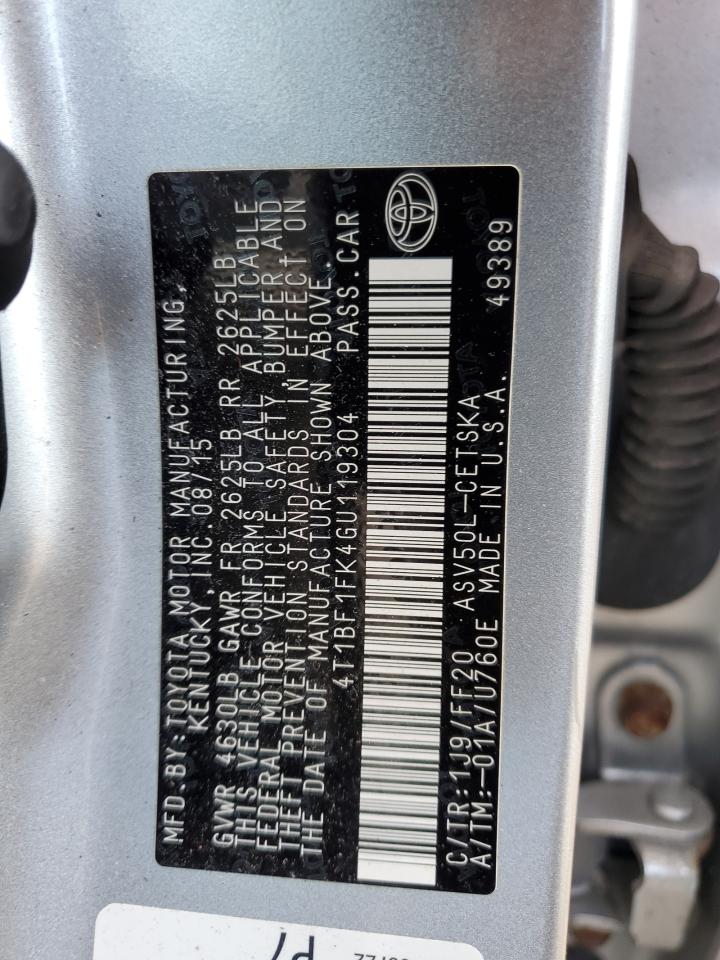 MFD.BY:TOYOTA MOTOR MANUFACTURING,
KENTUCKY,INC. 08/15
GVWR 4630LB GAWR FR 2625LB RR 2625LB
THIS VEHICLE CONFORMS TO ALL APPLICABLE
FEDERAL MOTOR VEHICLE SAFETY, BUMPER AND
THEFT PREVENTION STANDARDS IN EFFECT ON
THE DATE OF MANUFACTURE SHOWN ABOVE.
4T1BF1FK4GU119304 PASS.CAR
C/TR:1J9/FF20 ASV50L-CETSKA
A/TM:-01A/U760E MADE IN U.S.A. 49389